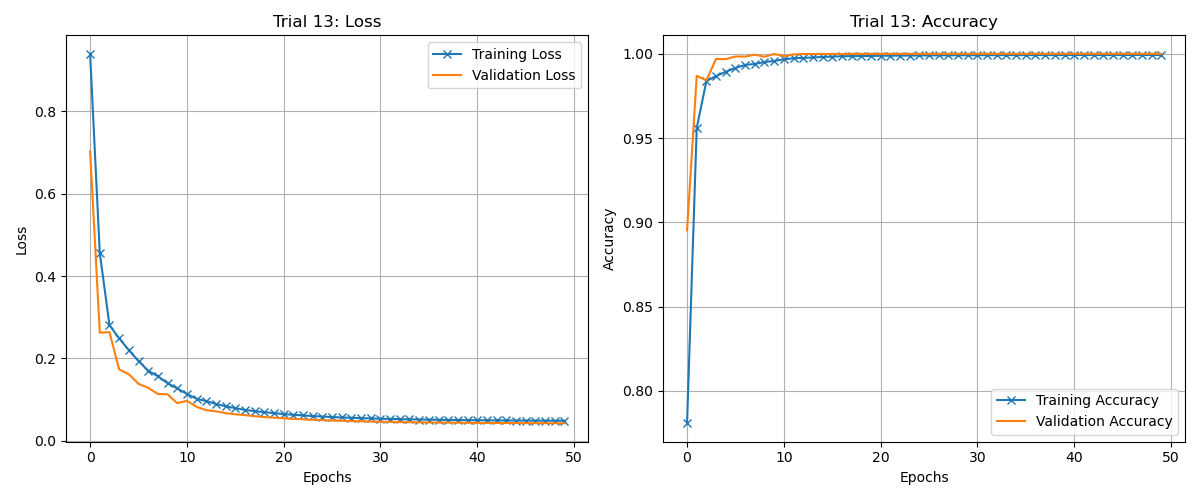 Trial 13: Loss
Loss
0.8
0.6
0.4
0.2
0.0
0 10 20 30 40 50
Epochs
Training Loss
Validation Loss
Trial 13: Accuracy
Accuracy
1.00
0.95
0.90
0.85
0.80
0 10 20 30 40 50
Epochs
Training Accuracy
Validation Accuracy